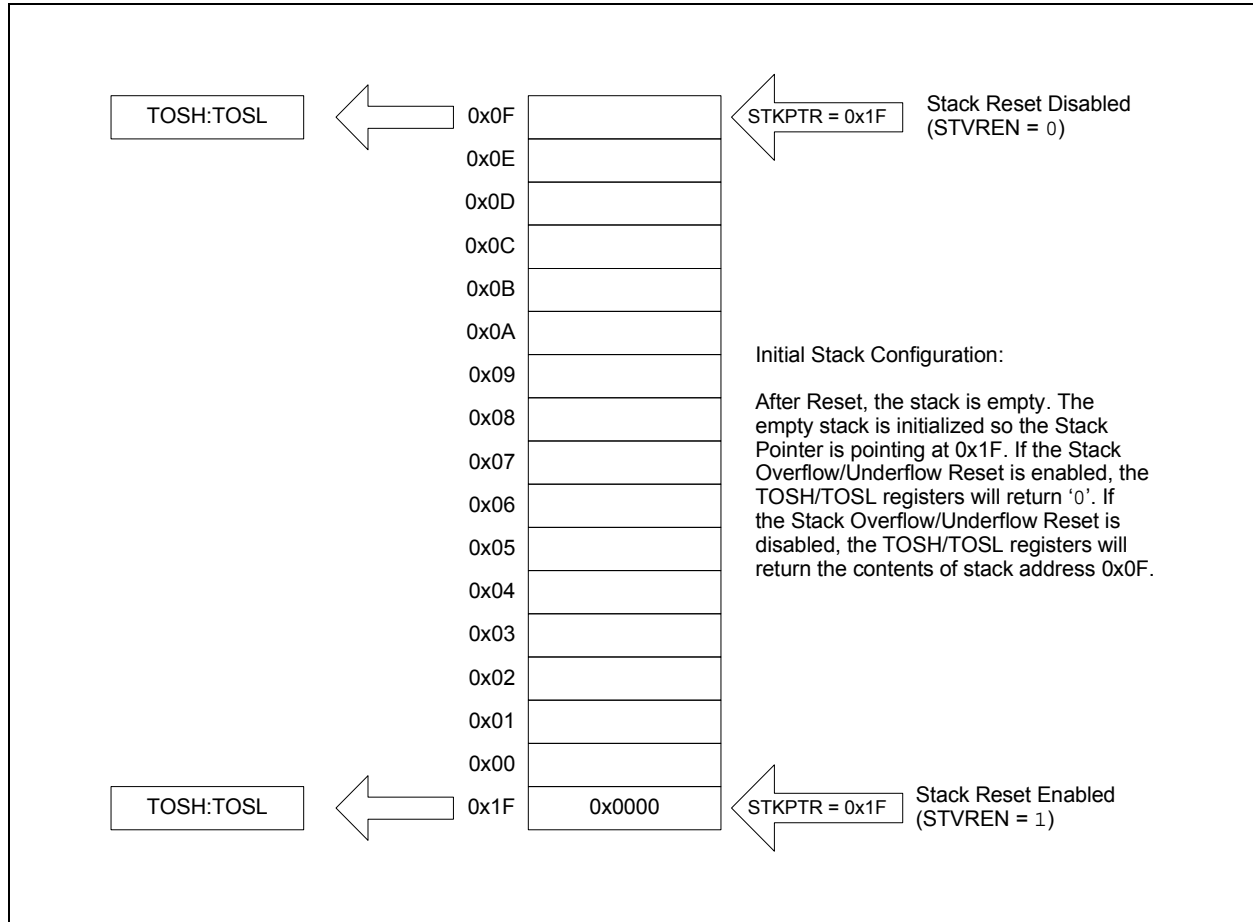 TOSH:TOSL
0x0F
STKPTR = 0x1F
Stack Reset Disabled
(STVREN = 0)
0x0E
0x0D
0x0C
0x0B
0x0A
0x09
0x08
0x07
0x06
0x05
0x04
0x03
0x02
0x01
0x00
Initial Stack Configuration:
After Reset, the stack is empty. The
empty stack is initialized so the Stack
Pointer is pointing at 0x1F. If the Stack
Overflow/Underflow Reset is enabled, the
TOSH/TOSL registers will return ‘0’. If
the Stack Overflow/Underflow Reset is
disabled, the TOSH/TOSL registers will
return the contents of stack address 0x0F.
TOSH:TOSL
0x1F
0x0000
STKPTR = 0x1F
Stack Reset Enabled
(STVREN = 1)